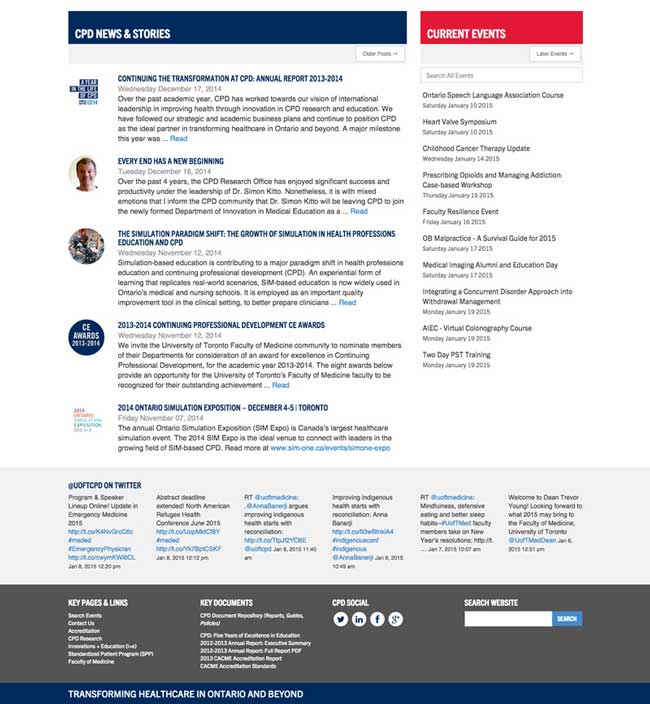 CPD NEWS & STORIES
Older Posts →
A YEAR
IN THE LIFE
OF CPD
CONTINUING THE TRANSFORMATION AT CPD: ANNUAL REPORT 2013-2014
Wednesday December 17, 2014
Over the past academic year, CPD has worked towards our vision of international
leadership in improving health through innovation in CPD research and education. We
have followed our strategic and academic business plans and continue to position CPD
as the ideal partner in transforming healthcare in Ontario and beyond. A major milestone
this year was ... Read
EVERY END HAS A NEW BEGINNING
Tuesday December 16, 2014
Over the past 4 years, the CPD Research Office has enjoyed significant success and
productivity under the leadership of Dr. Simon Kitto. Nonetheless, it is with mixed
emotions that I inform the CPD community that Dr. Simon Kitto will be leaving CPD to join
the newly formed Department of Innovation in Medical Education as a ... Read
THE SIMULATION PARADIGM SHIFT: THE GROWTH OF SIMULATION IN HEALTH PROFESSIONS
EDUCATION AND CPD
Wednesday November 12, 2014
Simulation-based education is contributing to a major paradigm shift in health professions
education and continuing professional development (CPD). An experiential form of
learning that replicates real-world scenarios, SIM-based education is now widely used in
Ontario's medical and nursing schools. It is employed as an important quality
improvement tool in the clinical setting, to better prepare clinicians ... Read
CE
AWARDS
2013-2014
2013-2014 CONTINUING PROFESSIONAL DEVELOPMENT CE AWARDS
Wednesday November 12, 2014
We invite the University of Toronto Faculty of Medicine community to nominate members
of their Departments for consideration of an award for excellence in Continuing
Professional Development, for the academic year 2013-2014. The eight awards below
provide an opportunity for the University of Toronto's Faculty of Medicine faculty to
be recognized for their outstanding achievement ... Read
2014
ONTARIO
SIMULATION
EXPOSITION
DEC 4-5
2014 ONTARIO SIMULATION EXPOSITION – DECEMBER 4-5 | TORONTO
Friday November 07, 2014
The annual Ontario Simulation Exposition (SIM Expo) is Canada's largest healthcare
simulation event. The 2014 SIM Expo is the ideal venue to connect with leaders in the
growing field of SIM-based CPD. Read more at www.sim-one.ca/events/simone-expo
CURRENT EVENTS
Later Events →
Search All Events
Ontario Speech Language Association Course
Saturday January 10 2015
Heart Valve Symposium
Saturday January 10 2015
Childhood Cancer Therapy Update
Wednesday January 14 2015
Prescribing Opioids and Managing Addiction:
Case-based Workshop
Thursday January 15 2015
Faculty Resilience Event
Friday January 16 2015
OB Malpractice - A Survival Guide for 2015
Saturday January 17 2015
Medical Imaging Alumni and Education Day
Saturday January 17 2015
Integrating a Concurrent Disorder Approach into
Withdrawal Management
Monday January 19 2015
AIEC - Virtual Colonography Course
Monday January 19 2015
Two Day PST Training
Monday January 19 2015
@UOFTCPD ON TWITTER
Program & Speaker
Lineup Online! Update in
Emergency Medicine
2015
http://t.co/K4NvGrcC6c
#meded
#EmergencyPhysician
http://t.co/cwymKWi6CL
Jan 8, 2015 12:20 pm
Abstract deadline
extended! North American
Refugee Health
Conference June 2015
#meded
Jan 8, 2015 12:12 pm
RT @uoftmedicine:
.@AnnaBanerji argues
improving indigenous
health starts with
reconciliation:
@uoftcpd Jan 8, 2015 11:40
am
Improving indigenous
health starts with
reconciliation: Anna
Banerji
#indigenousconf
#indigenous
@AnnaBanerji Jan 8, 2015
10:49 am
RT @uoftmedicine:
Mindfulness, defensive
eating and better sleep
habits--#UofTMed faculty
members take on New
Year's resolutions: http://t.
... Jan 7, 2015 10:07 am
Welcome to Dean Trevor
Young! Looking forward to
what 2015 may bring to
the Faculty of Medicine,
University of Toronto
@UofTMedDean Jan 6,
2015 12:51 pm
KEY PAGES & LINKS
Search Events
Contact Us
Accreditation
CPD Research
Innovations + Education (i+e)
Standardized Patient Program (SPP)
Faculty of Medicine
KEY DOCUMENTS
CPD Document Repository (Reports, Guides,
Policies)
CPD: Five Years of Excellence in Education
2012-2013 Annual Report: Executive Summary
2012-2013 Annual Report: Full Report PDF
2013 CACME Accreditation Report
CACME Accreditation Standards
CPD SOCIAL
SEARCH WEBSITE
SEARCH
TRANSFORMING HEALTHCARE IN ONTARIO AND BEYOND